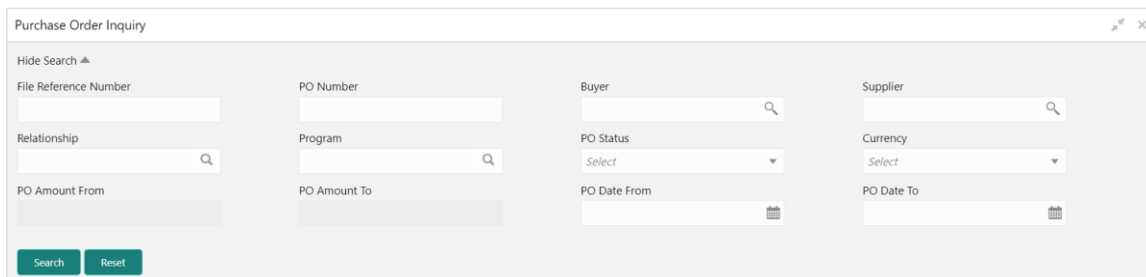 Purchase Order Inquiry
Hide Search
File Reference Number PO Number Buyer Supplier
Relationship Program PO Status Currency
Select Select
PO Amount From PO Amount To PO Date From PO Date To
Search Reset